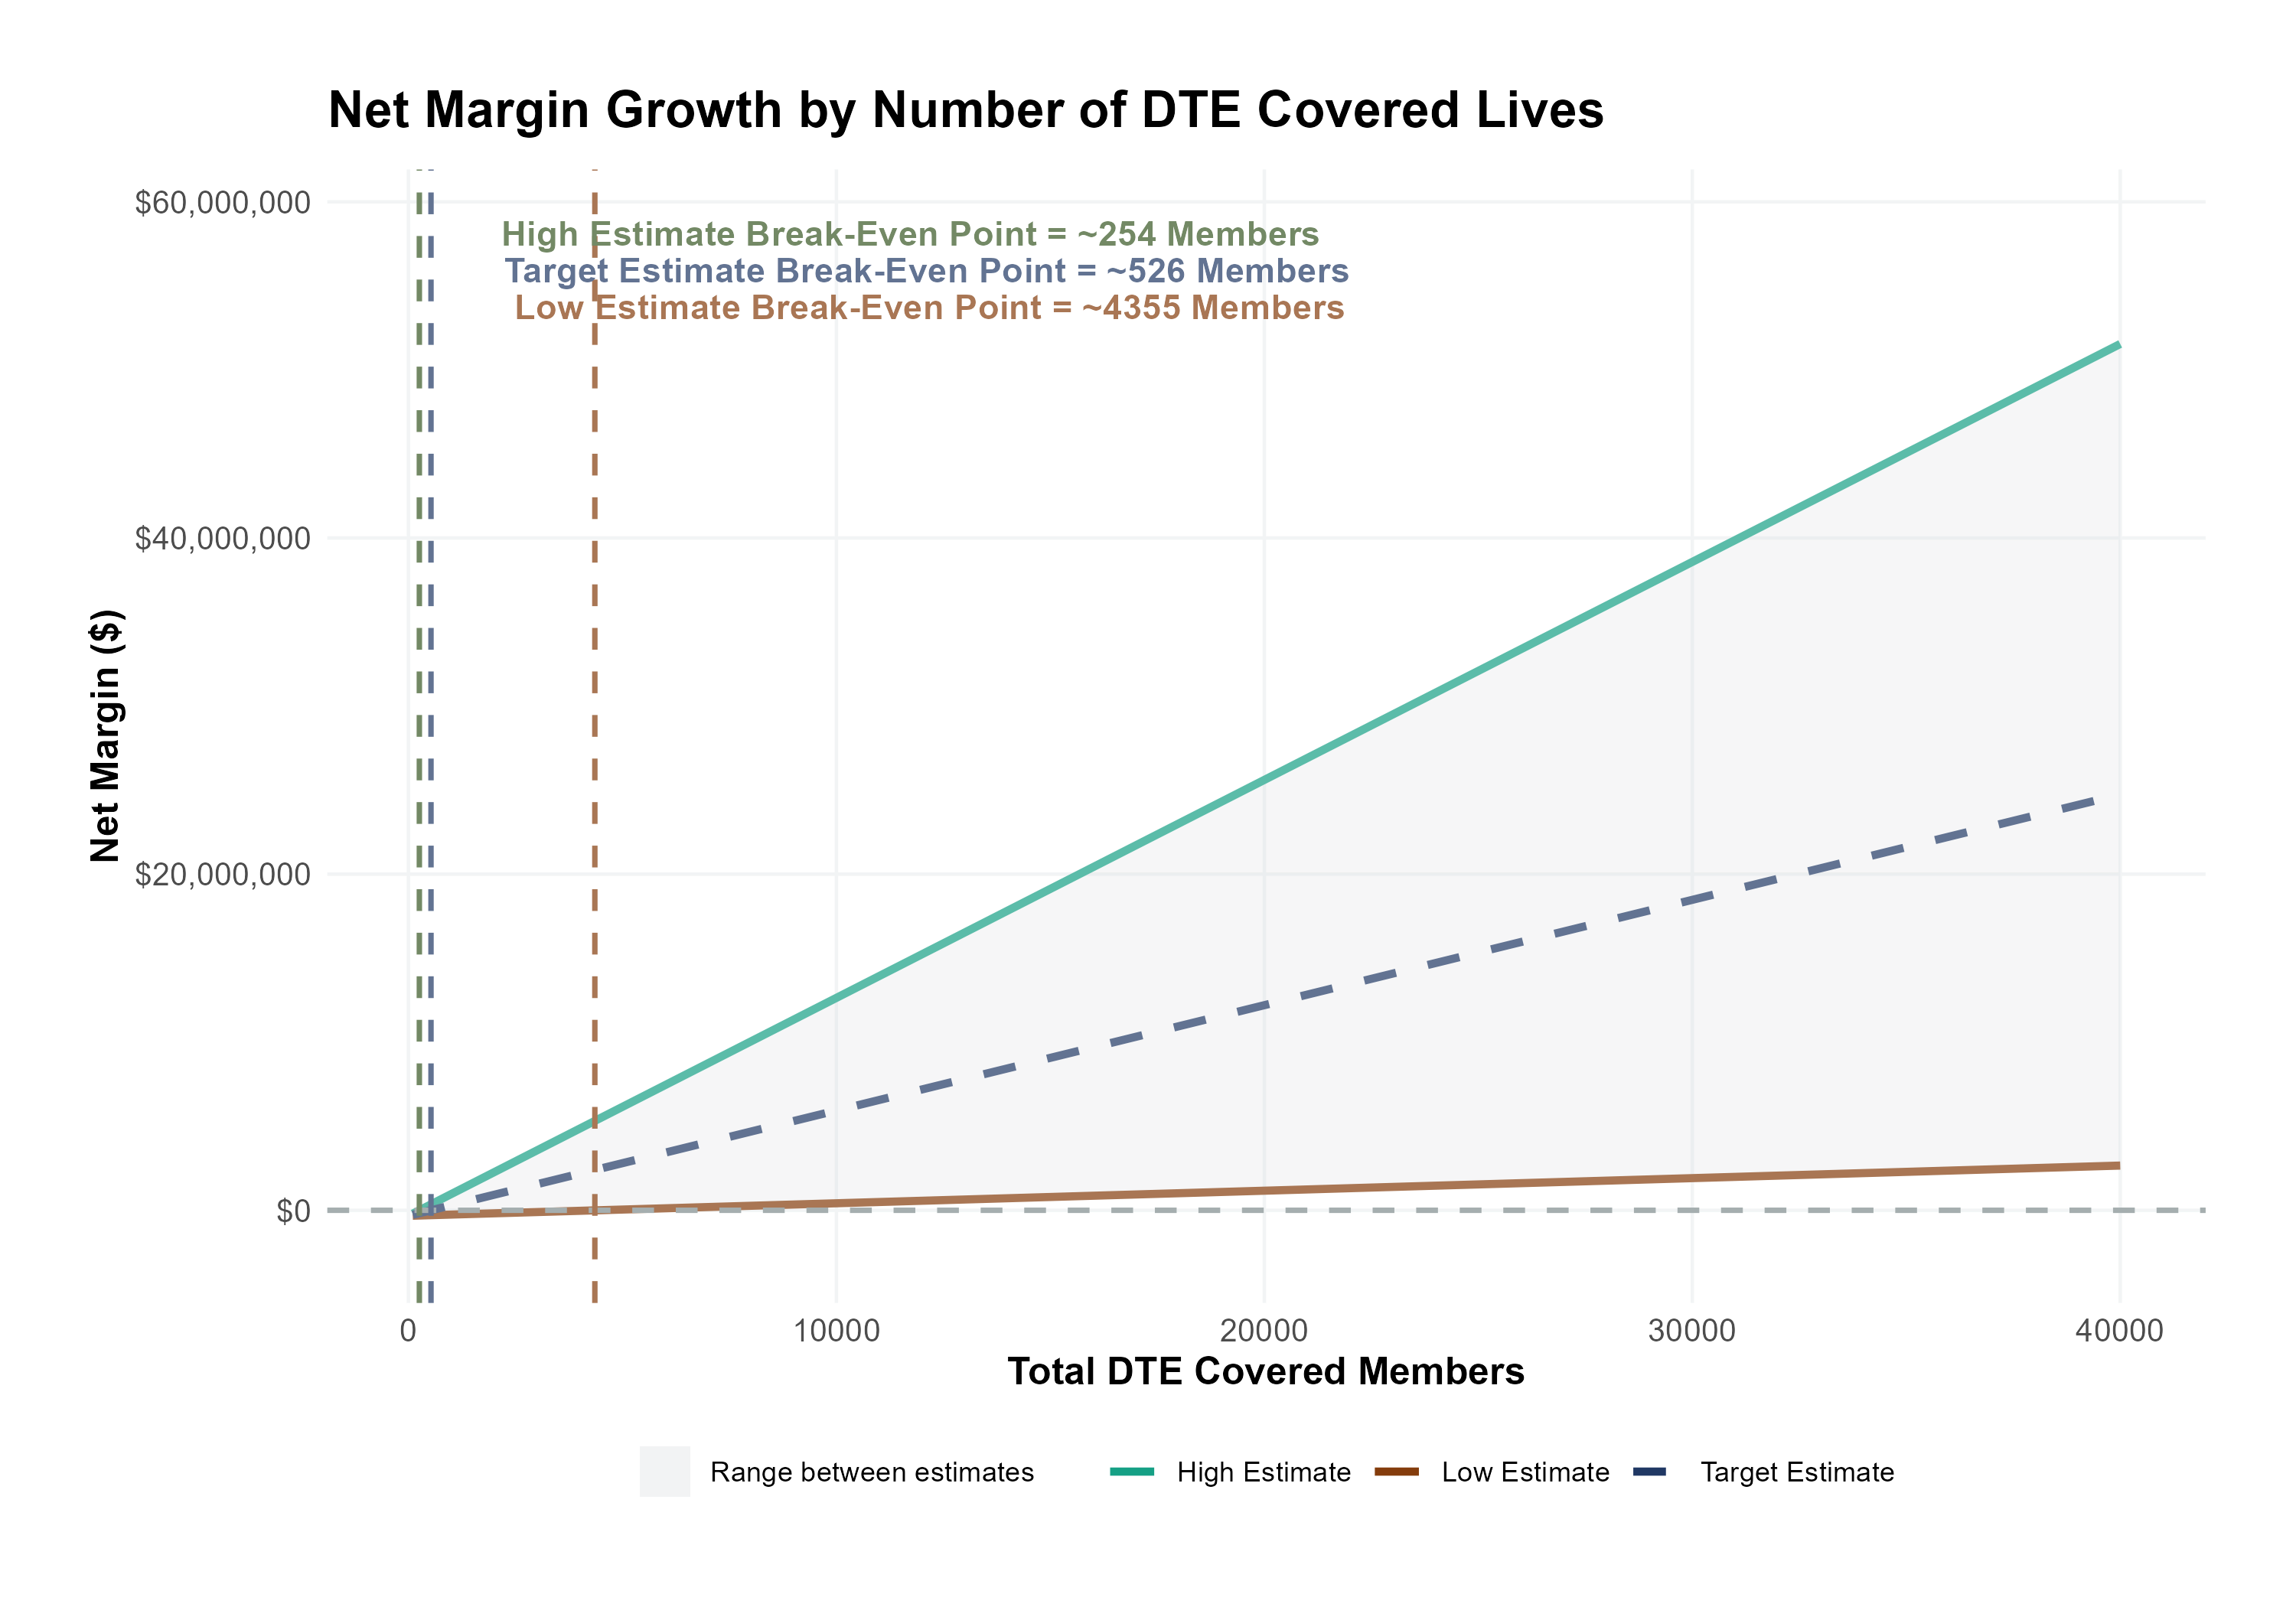 Net Margin Growth by Number of DTE Covered Lives
$60,000,000
High Estimate Break-Even Point = ~254 Members
Target Estimate Break-Even Point = ~526 Members
Low Estimate Break-Even Point = ~4355 Members
$40,000,000
Net Margin ($)
$20,000,000
$0
0 10000 20000 30000 40000
Total DTE Covered Members
Range between estimates High Estimate Low Estimate Target Estimate